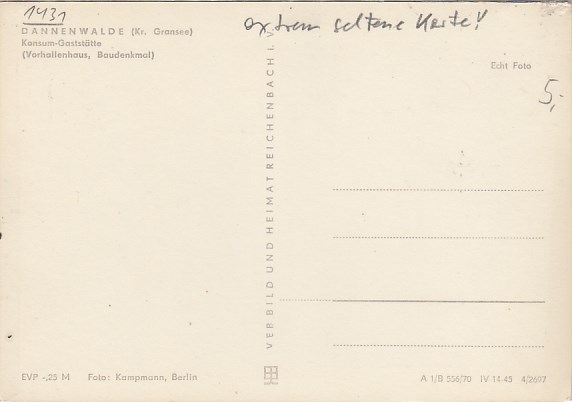 1431
extrem seltene Karte!
DANNENWALDE (Kr. Gransee)
Konsum-Gaststätte
(Vorhallenhaus, Baudenkmal)
Echt Foto
5,-
VEB BILD UND HEIMAT REICHENBACH I.
EVP -,25 M Foto: Kampmann, Berlin
A 1/B 556/70 IV 14-45 4/2697